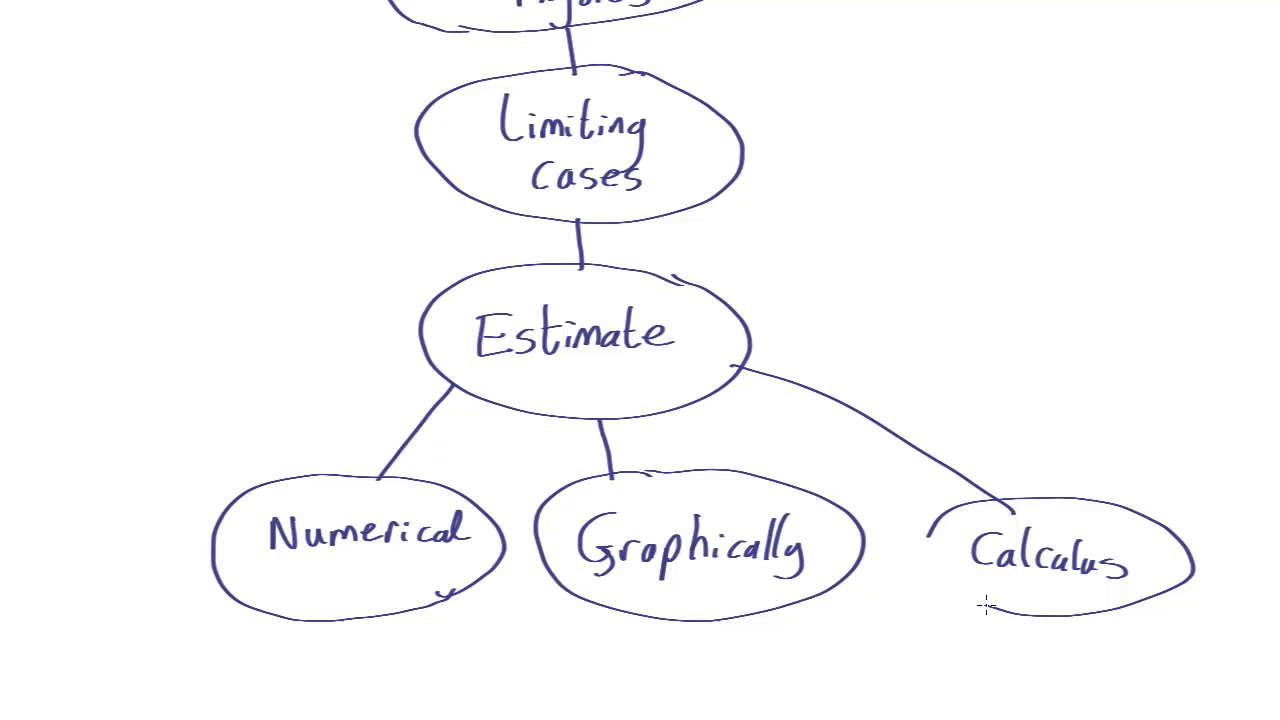 Limiting
Cases
Estimate
Numerical
Graphically
Calculus